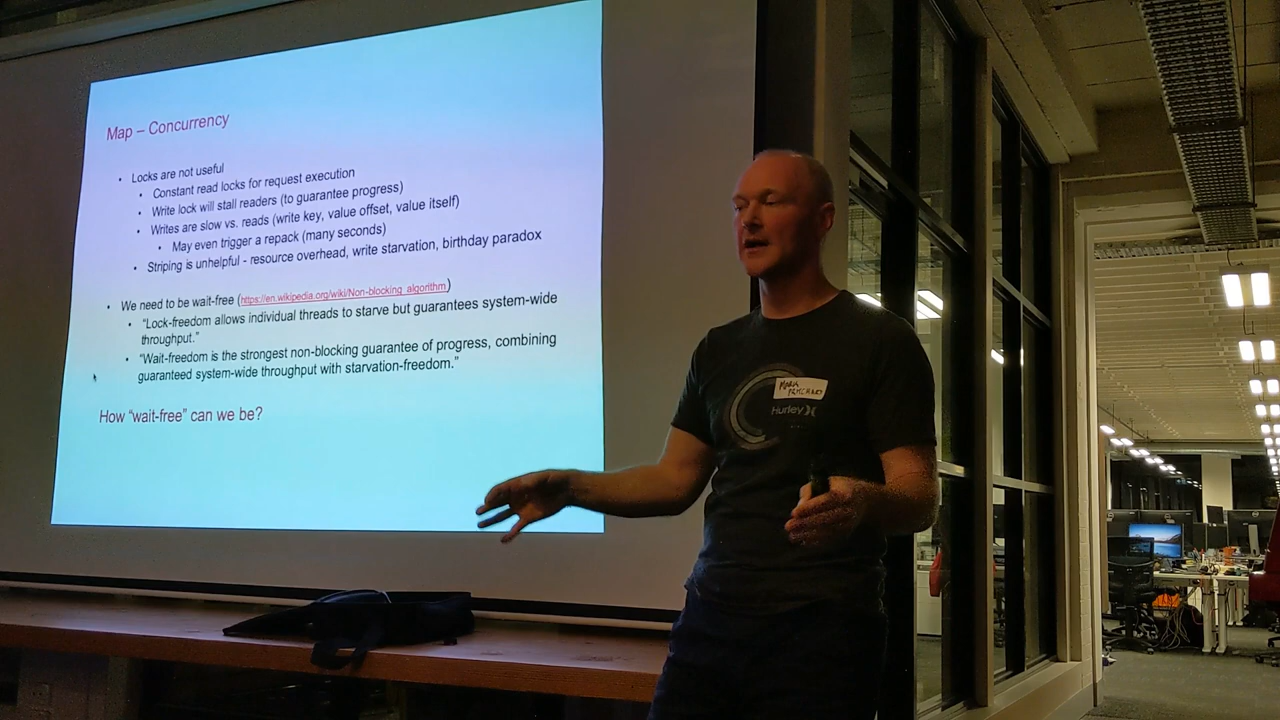 Map – Concurrency
Locks are not useful
Constant read locks for request execution
Write lock will stall readers (to guarantee progress)
Writes are slow vs. reads (write key, value offset, value itself)
May even trigger a repack (many seconds)
Striping is unhelpful - resource overhead, write starvation, birthday paradox
We need to be wait-free (https://en.wikipedia.org/wiki/Non-blocking_algorithm)
“Lock-freedom allows individual threads to starve but guarantees system-wide
throughput.”
“Wait-freedom is the strongest non-blocking guarantee of progress, combining
guaranteed system-wide throughput with starvation-freedom.”
How “wait-free” can we be?
MARK
Hurley